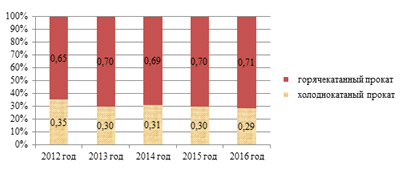 100%
90%
80%
70%
60%
50%
40%
30%
20%
10%
0%
0,65 0,70 0,69 0,70 0,71
0,35 0,30 0,31 0,30 0,29
2012 год 2013 год 2014 год 2015 год 2016 год
горячекатанный прокат
холоднокатаный прокат